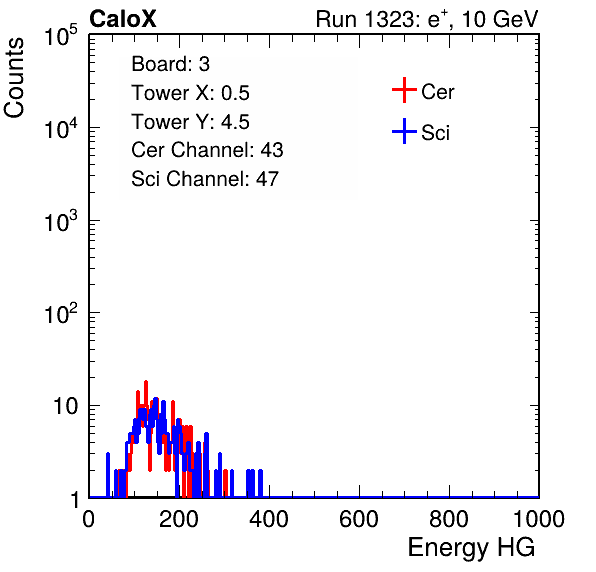 CaloX Run 1323: e⁺, 10 GeV
Counts
10⁵
10⁴
10³
10²
10
1
Board: 3
Tower X: 0.5
Tower Y: 4.5
Cer Channel: 43
Sci Channel: 47
Cer
Sci
0 200 400 600 800 1000
Energy HG